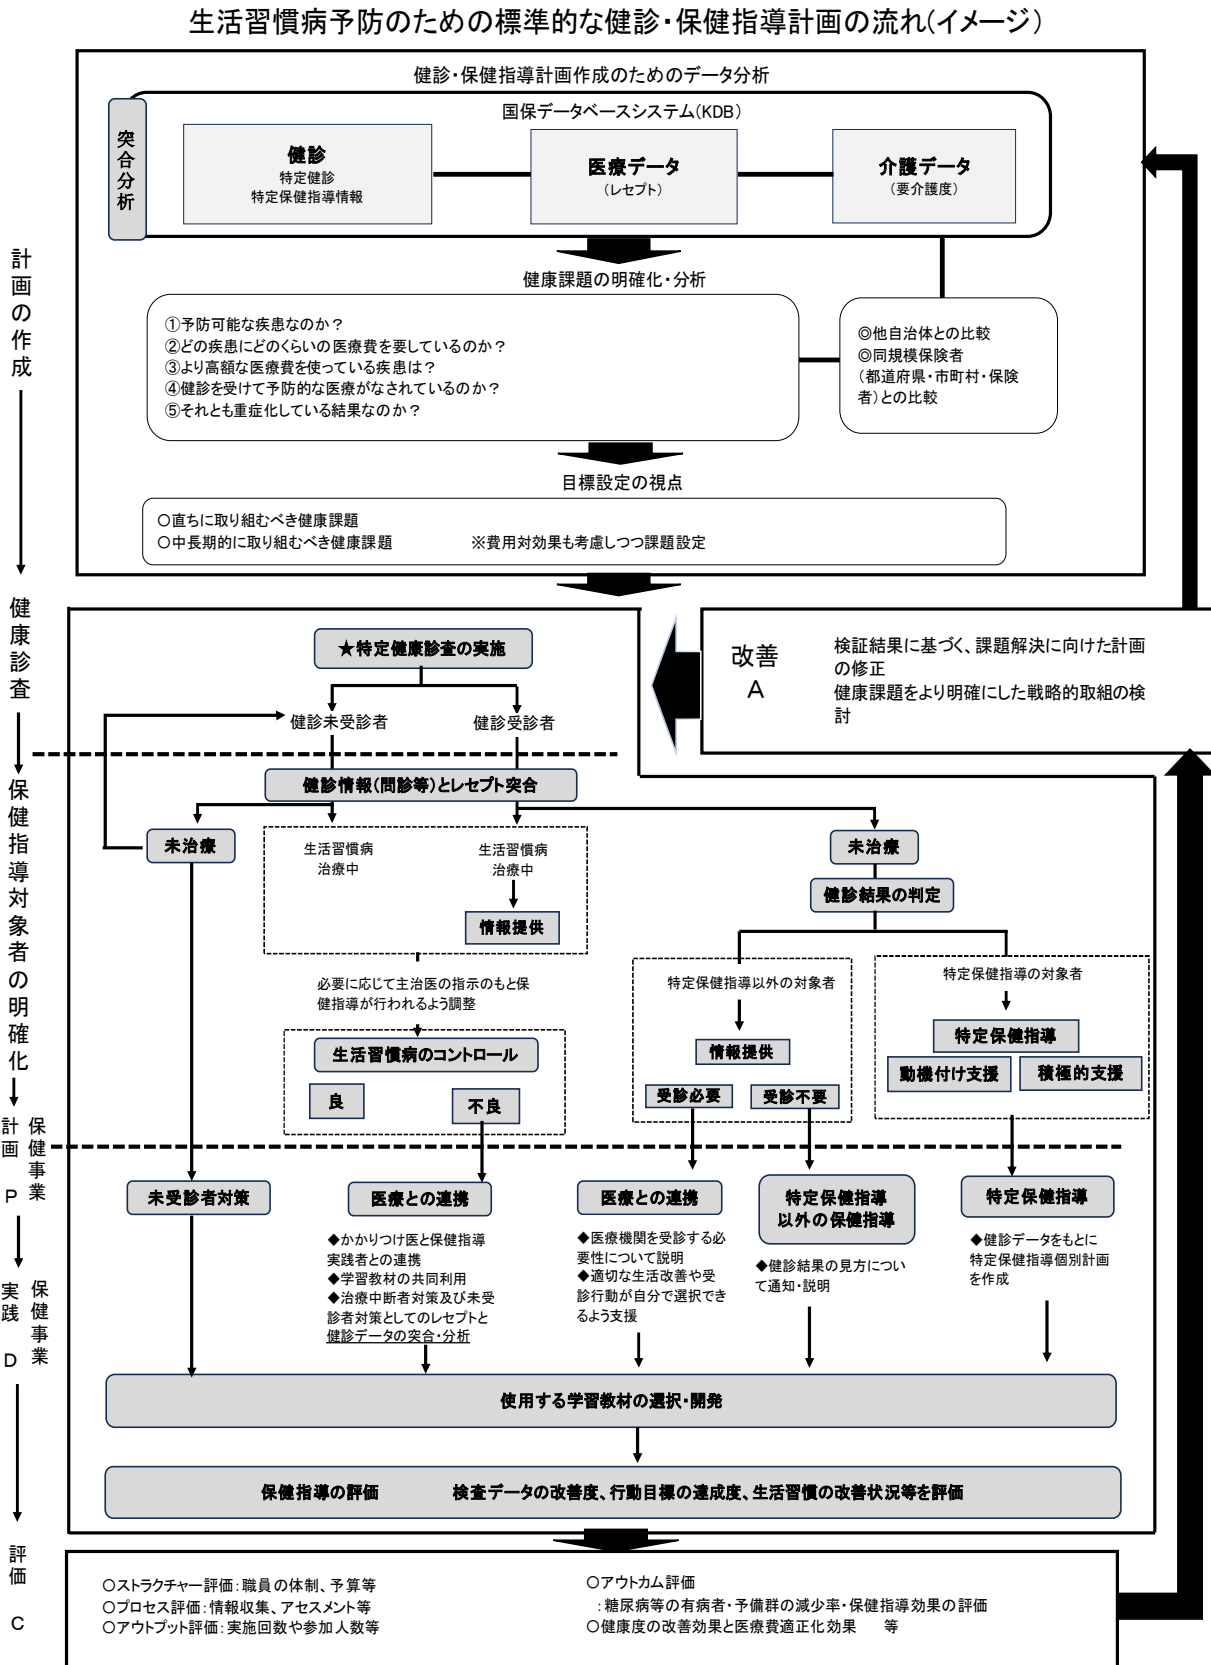 生活習慣病予防のための標準的な健診・保健指導計画の流れ(イメージ)
健診・保健指導計画作成のためのデータ分析
国保データベースシステム(KDB)
突合分析
健診
特定健診
特定保健指導情報
医療データ
(レセプト)
介護データ
(要介護度)
計画の作成
健康課題の明確化・分析
①予防可能な疾患なのか?
②どの疾患にどのくらいの医療費を要しているのか?
③より高額な医療費を使っている疾患は?
④健診を受けて予防的な医療がなされているのか?
⑤それとも重症化している結果なのか?
◎他自治体との比較
◎同規模保険者
(都道府県・市町村・保険
者)との比較
目標設定の視点
○直ちに取り組むべき健康課題
○中長期的に取り組むべき健康課題 ※費用対効果も考慮しつつ課題設定
健康診査
★特定健康診査の実施
健診未受診者
健診受診者
改善
A
検証結果に基づく、課題解決に向けた計画
の修正
健康課題をより明確にした戦略的取組の検
討
保健指導対象者の明確化
健診情報(問診等)とレセプト突合
未治療
生活習慣病
治療中
生活習慣病
治療中
情報提供
未治療
健診結果の判定
必要に応じて主治医の指示のもと保
健指導が行われるよう調整
特定保健指導以外の対象者
情報提供
受診必要
受診不要
特定保健指導の対象者
特定保健指導
動機付け支援
積極的支援
生活習慣病のコントロール
良
不良
計画 P
保健事業
未受診者対策
医療との連携
医療との連携
特定保健指導
以外の保健指導
特定保健指導
◆かかりつけ医と保健指導
実践者との連携
◆学習教材の共同利用
◆治療中断者対策及び未受
診者対策としてのレセプトと
健診データの突合・分析
◆医療機関を受診する必
要性について説明
◆適切な生活改善や受
診行動が自分で選択でき
るよう支援
◆健診結果の見方につい
て通知・説明
◆健診データをもとに
特定保健指導個別計画
を作成
実践 D
保健事業
使用する学習教材の選択・開発
保健指導の評価 検査データの改善度、行動目標の達成度、生活習慣の改善状況等を評価
評価 C
○ストラクチャー評価:職員の体制、予算等
○プロセス評価:情報収集、アセスメント等
○アウトプット評価:実施回数や参加人数等
○アウトカム評価
:糖尿病等の有病者・予備群の減少率・保健指導効果の評価
○健康度の改善効果と医療費適正化効果 等